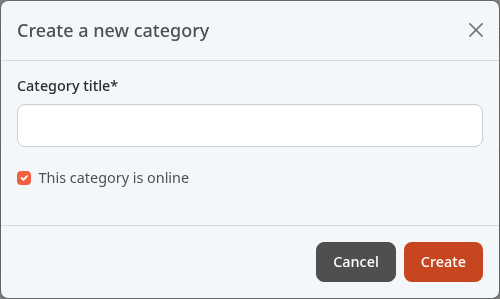 Create a new category
Category title*
This category is online
Cancel
Create